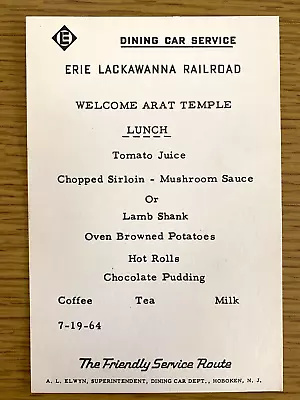 E
DINING CAR SERVICE
ERIE LACKAWANNA RAILROAD
WELCOME ARAT TEMPLE
LUNCH
Tomato Juice
Chopped Sirloin - Mushroom Sauce
Or
Lamb Shank
Oven Browned Potatoes
Hot Rolls
Chocolate Pudding
Coffee Tea Milk
7-19-64
The Friendly Service Route
A. L. ELWYN, SUPERINTENDENT, DINING CAR DEPT., HOBOKEN, N. J.